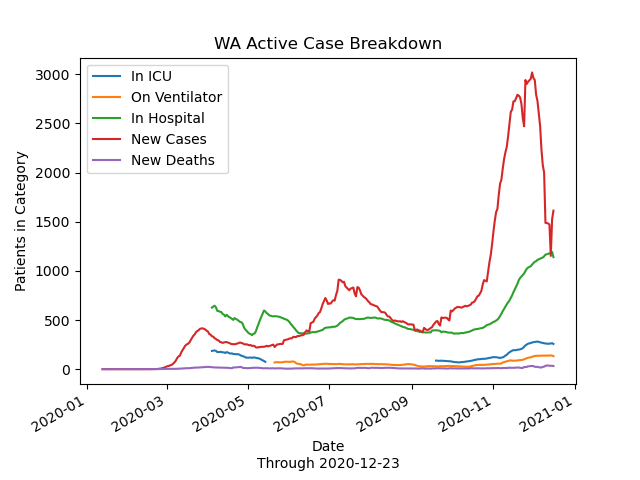 WA Active Case Breakdown
In ICU
On Ventilator
In Hospital
New Cases
New Deaths
Patients in Category
3000
2500
2000
1500
1000
500
0
2020-01
2020-03
2020-05
2020-07
2020-09
2020-11
2021-01
Date
Through 2020-12-23